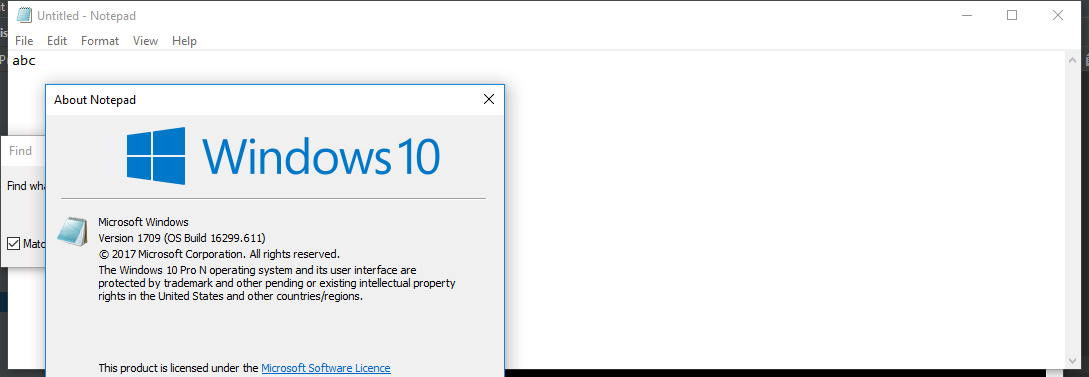 Untitled - Notepad
File Edit Format View Help
abc
About Notepad
Windows 10
Find
Find wha
Matc
Microsoft Windows
Version 1709 (OS Build 16299.611)
© 2017 Microsoft Corporation. All rights reserved.
The Windows 10 Pro N operating system and its user interface are
protected by trademark and other pending or existing intellectual property
rights in the United States and other countries/regions.
This product is licensed under the Microsoft Software Licence